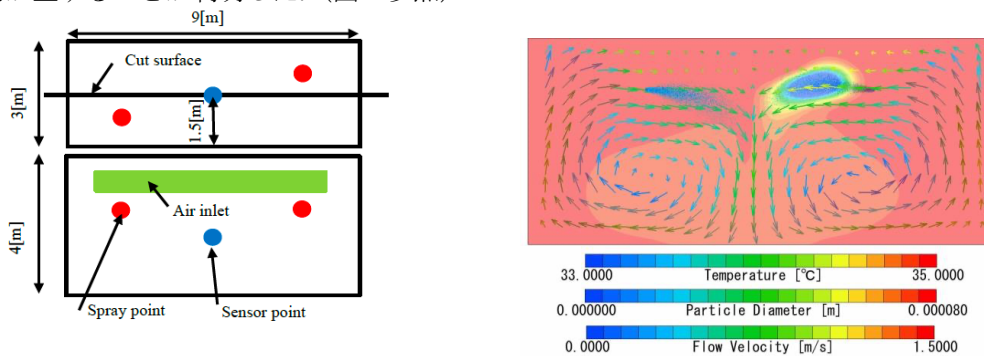 9[m]
Cut surface
3[m]
1.5[m]
Air inlet
4[m]
Spray point
Sensor point
33.0000 Temperature [℃] 35.0000
0.000000 Particle Diameter [m] 0.000080
0.0000 Flow Velocity [m/s] 1.5000